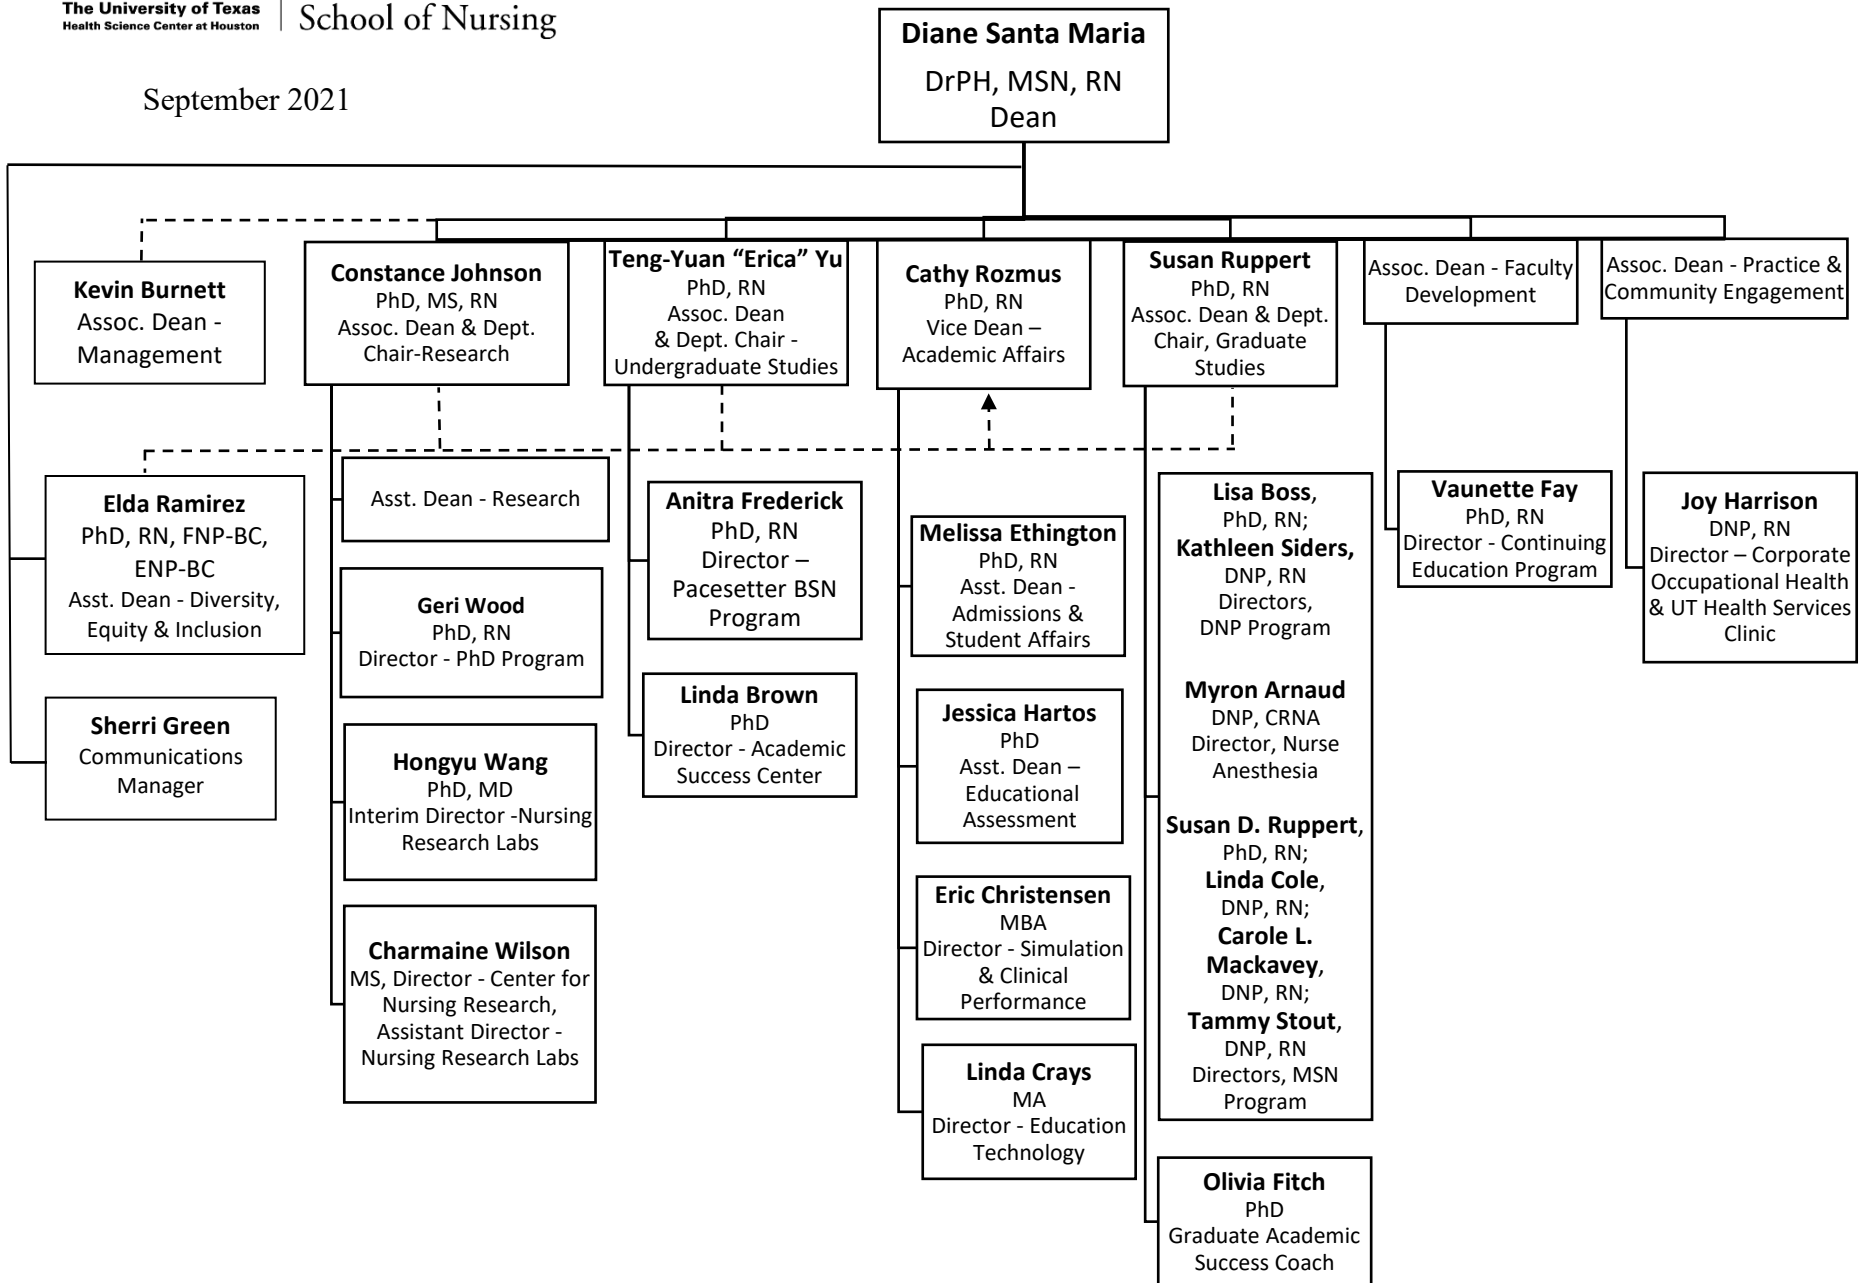 The University of Texas
Health Science Center at Houston
School of Nursing
September 2021
Diane Santa Maria
DrPH, MSN, RN
Dean
Kevin Burnett
Assoc. Dean -
Management
Constance Johnson
PhD, MS, RN
Assoc. Dean & Dept.
Chair-Research
Teng-Yuan “Erica” Yu
PhD, RN
Assoc. Dean
& Dept. Chair -
Undergraduate Studies
Cathy Rozmus
PhD, RN
Vice Dean –
Academic Affairs
Susan Ruppert
PhD, RN
Assoc. Dean & Dept.
Chair, Graduate
Studies
Assoc. Dean - Faculty
Development
Assoc. Dean - Practice &
Community Engagement
Elda Ramirez
PhD, RN, FNP-BC,
ENP-BC
Asst. Dean - Diversity,
Equity & Inclusion
Sherri Green
Communications
Manager
Asst. Dean - Research
Geri Wood
PhD, RN
Director - PhD Program
Hongyu Wang
PhD, MD
Interim Director -Nursing
Research Labs
Charmaine Wilson
MS, Director - Center for
Nursing Research,
Assistant Director -
Nursing Research Labs
Anitra Frederick
PhD, RN
Director –
Pacesetter BSN
Program
Linda Brown
PhD
Director - Academic
Success Center
Melissa Ethington
PhD, RN
Asst. Dean -
Admissions &
Student Affairs
Jessica Hartos
PhD
Asst. Dean –
Educational
Assessment
Eric Christensen
MBA
Director - Simulation
& Clinical
Performance
Linda Crays
MA
Director - Education
Technology
Lisa Boss,
PhD, RN;
Kathleen Siders,
DNP, RN
Directors,
DNP Program
Myron Arnaud
DNP, CRNA
Director, Nurse
Anesthesia
Susan D. Ruppert,
PhD, RN;
Linda Cole,
DNP, RN;
Carole L.
Mackavey,
DNP, RN;
Tammy Stout,
DNP, RN
Directors, MSN
Program
Olivia Fitch
PhD
Graduate Academic
Success Coach
Vaunette Fay
PhD, RN
Director - Continuing
Education Program
Joy Harrison
DNP, RN
Director – Corporate
Occupational Health
& UT Health Services
Clinic